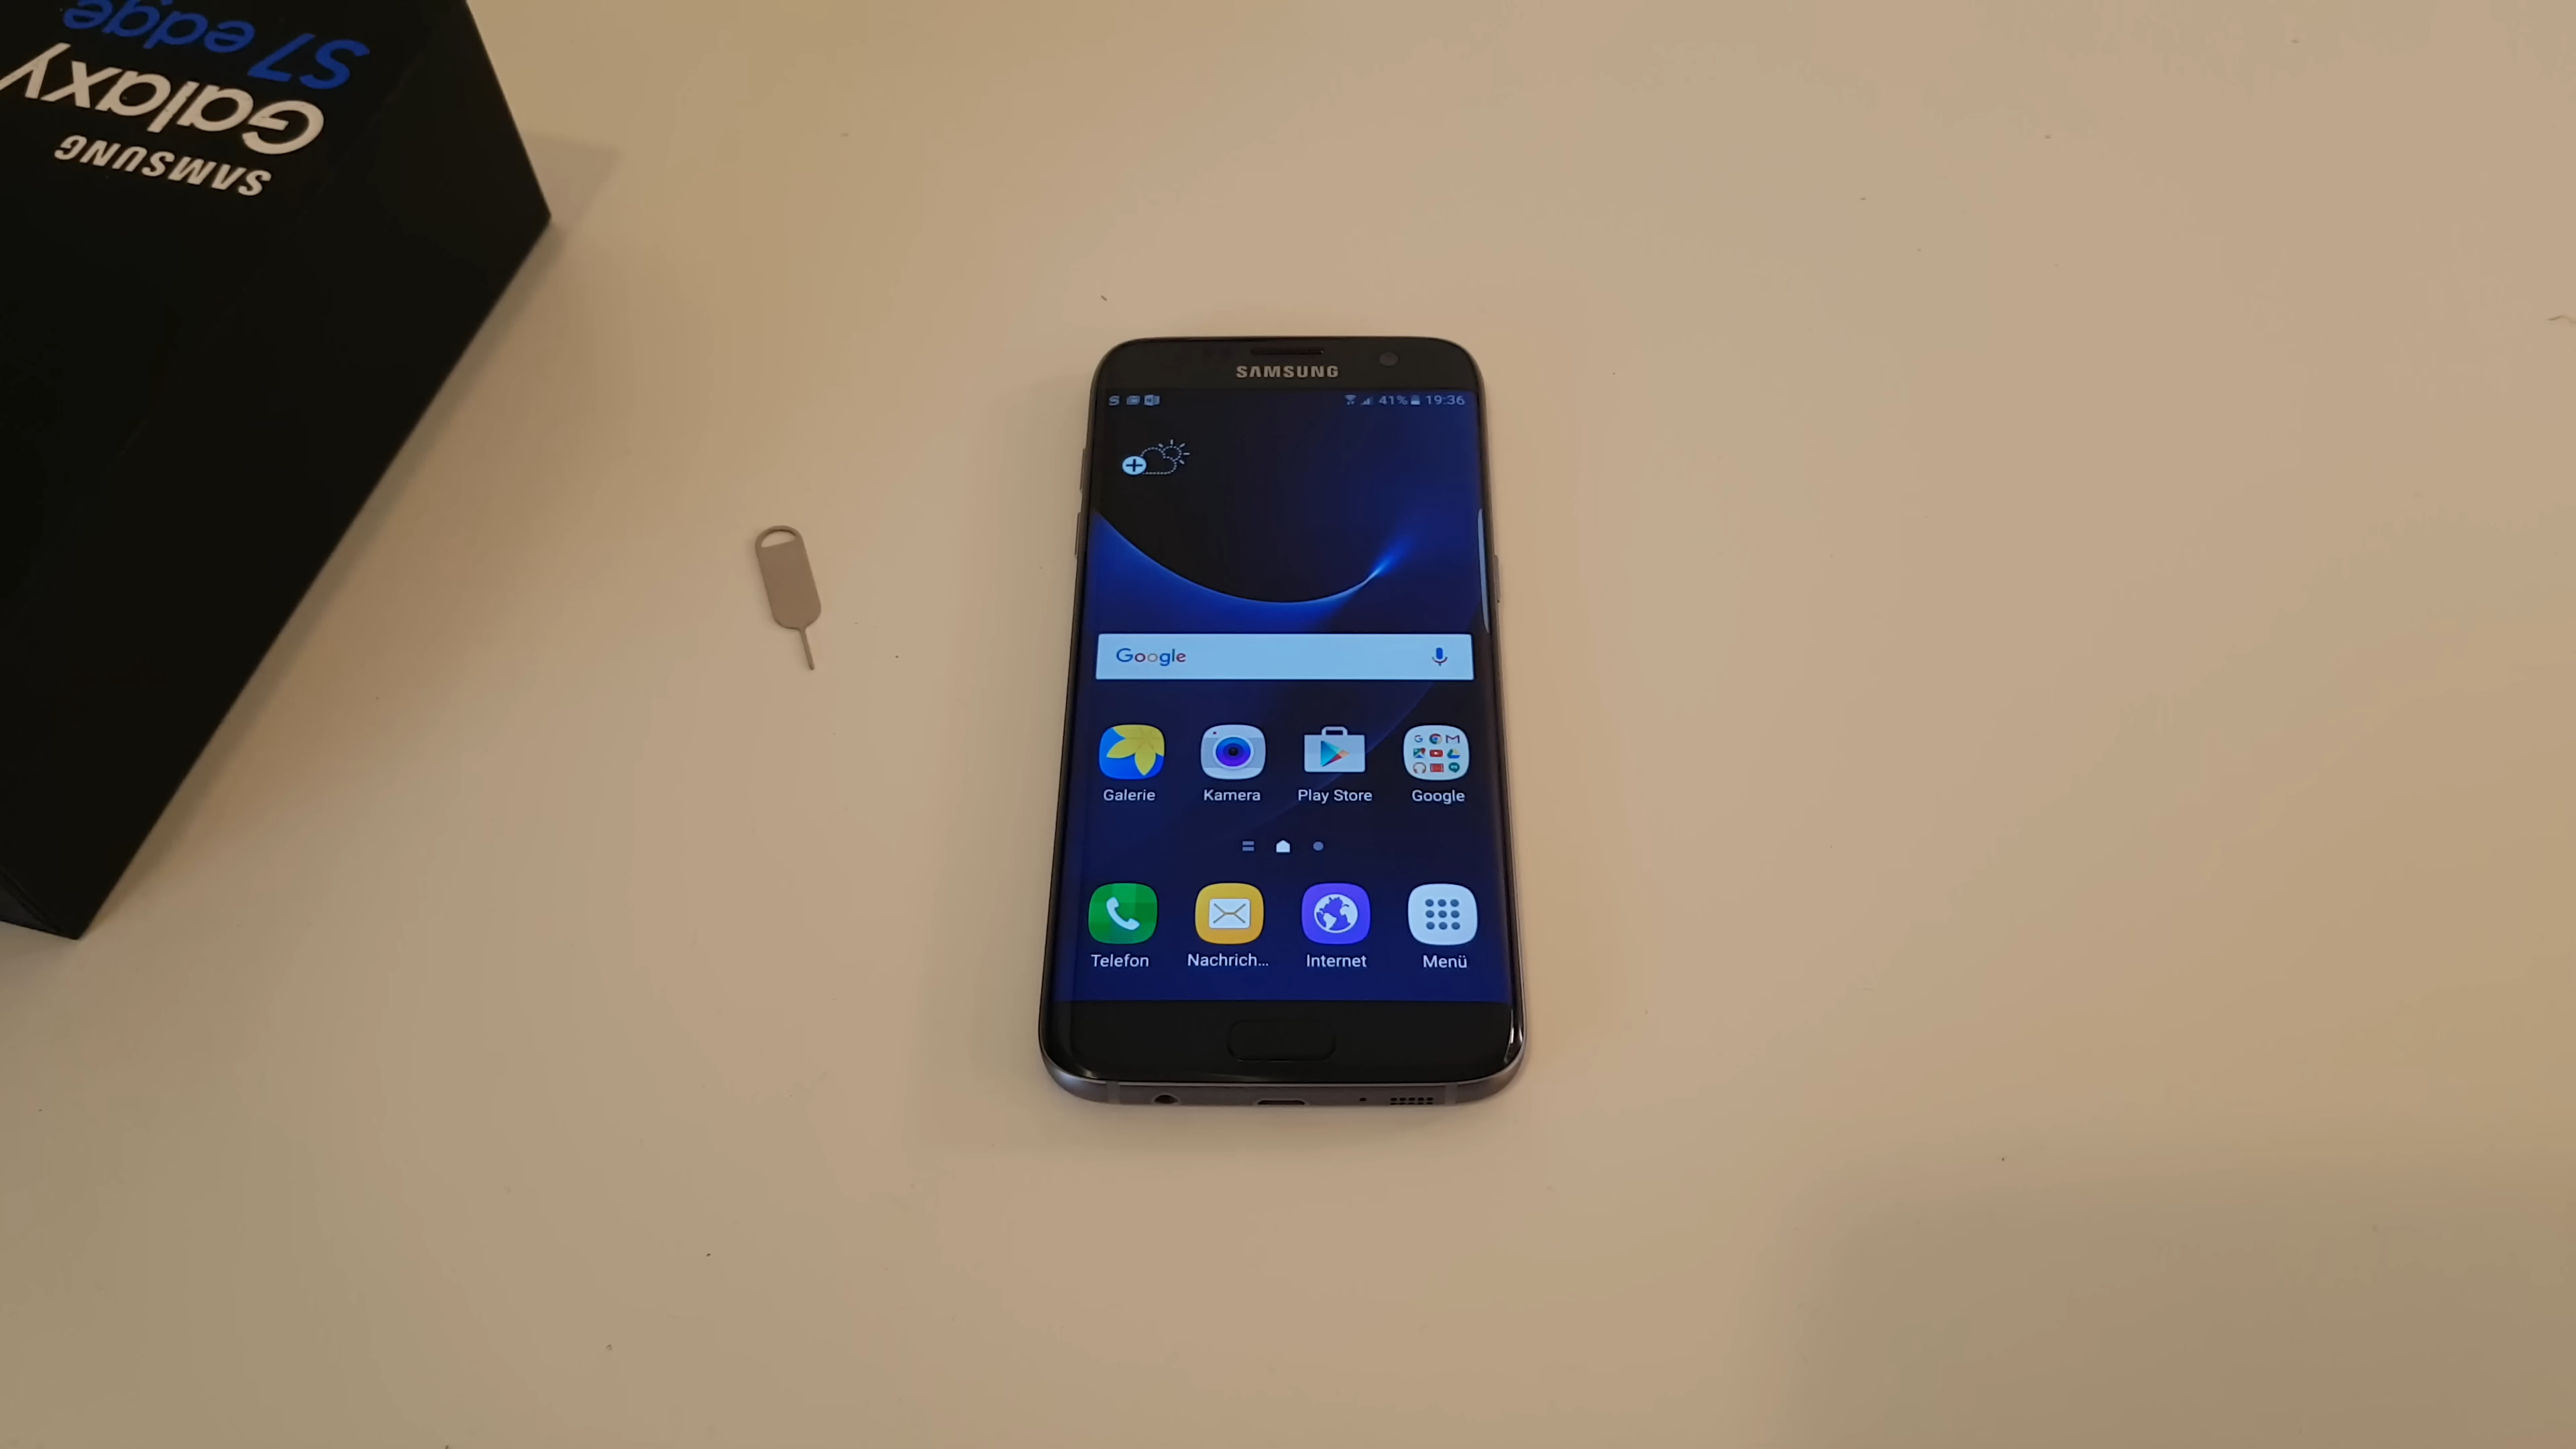 SAMSUNG
Galaxy
S7 edge
SAMSUNG
41% 19:36
Google
Galerie
Kamera
Play Store
Google
Telefon
Nachrich...
Internet
Menü